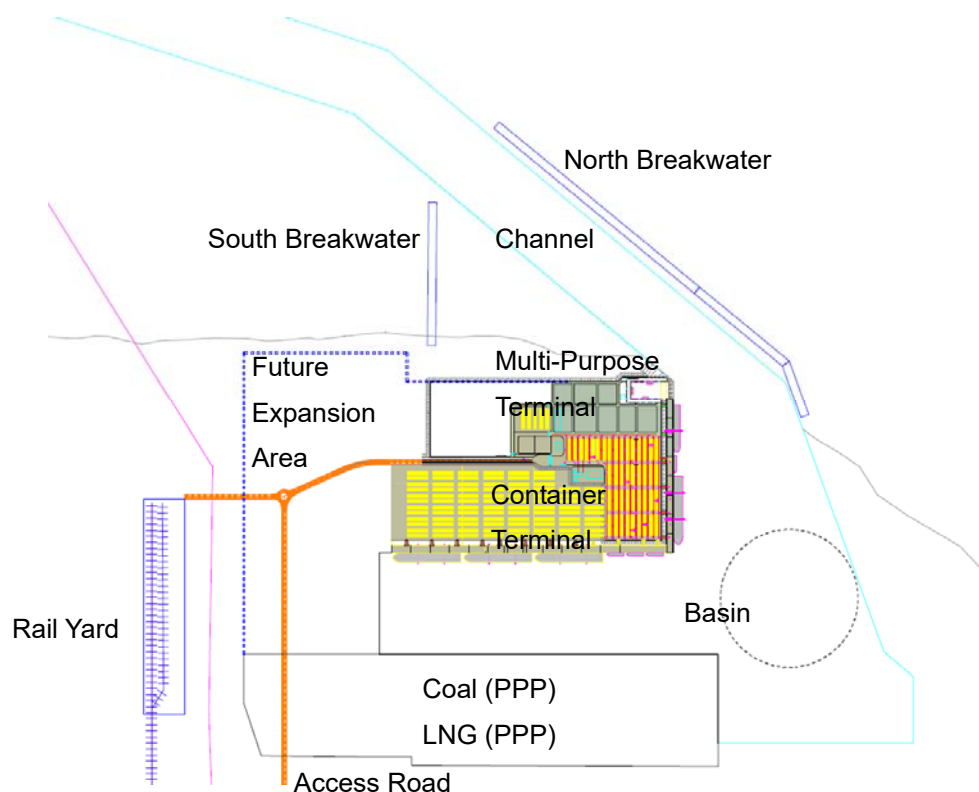 North Breakwater
South Breakwater
Channel
Future
Expansion
Area
Multi-Purpose
Terminal
Container
Terminal
Basin
Rail Yard
Coal (PPP)
LNG (PPP)
Access Road